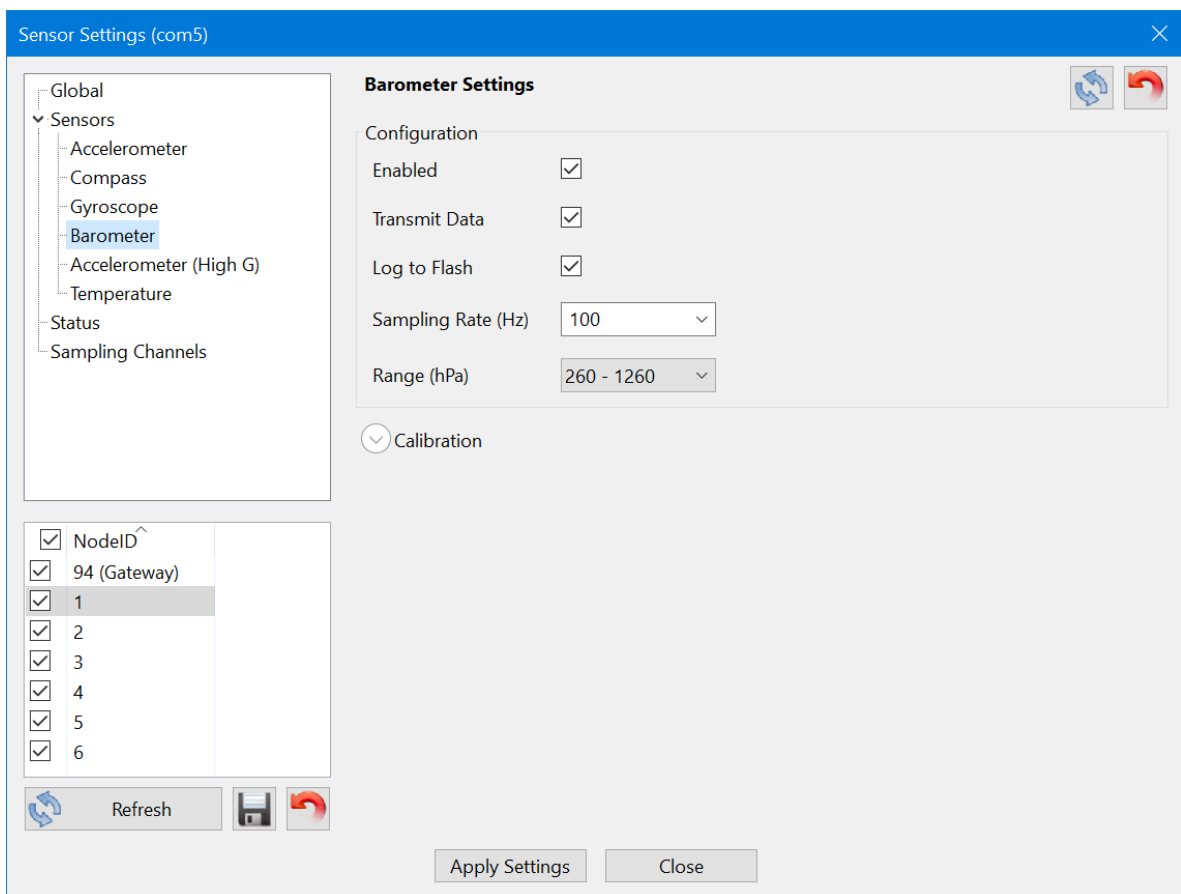 Sensor Settings (com5)
Global
Sensors
Accelerometer
Compass
Gyroscope
Barometer
Accelerometer (High G)
Temperature
Status
Sampling Channels
NodeID
94 (Gateway)
1
2
3
4
5
6
Refresh
Barometer Settings
Configuration
Enabled
Transmit Data
Log to Flash
Sampling Rate (Hz) 100
Range (hPa) 260 - 1260
Calibration
Apply Settings Close